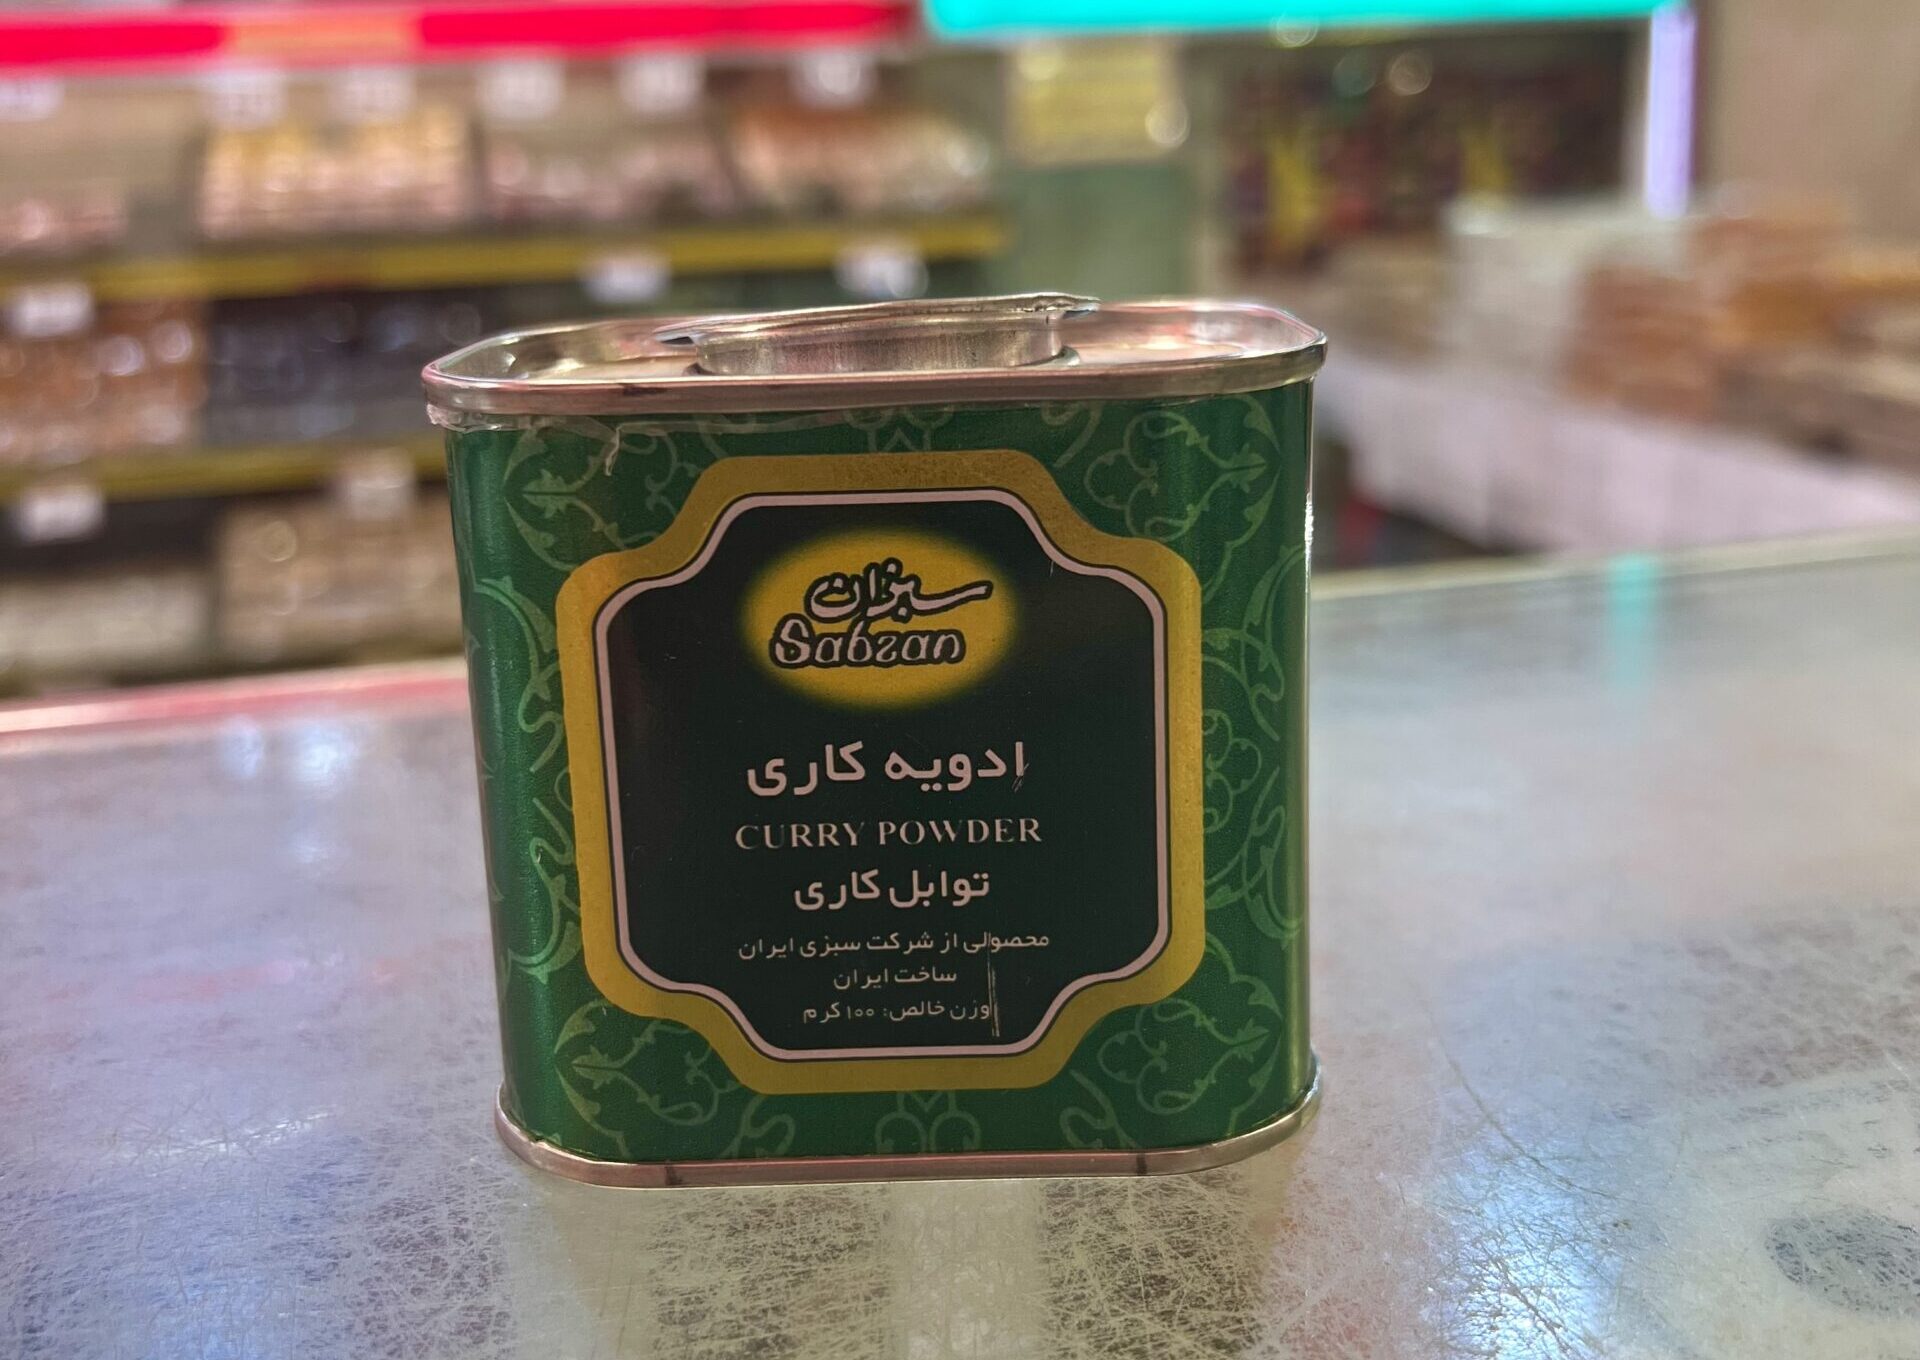 سبزان
Sabzan
ادویه کاری
CURRY POWDER
توابل کاری
محصولی از شرکت سبزی ایران
ساخت ایران
وزن خالص: ۱۰۰ گرم